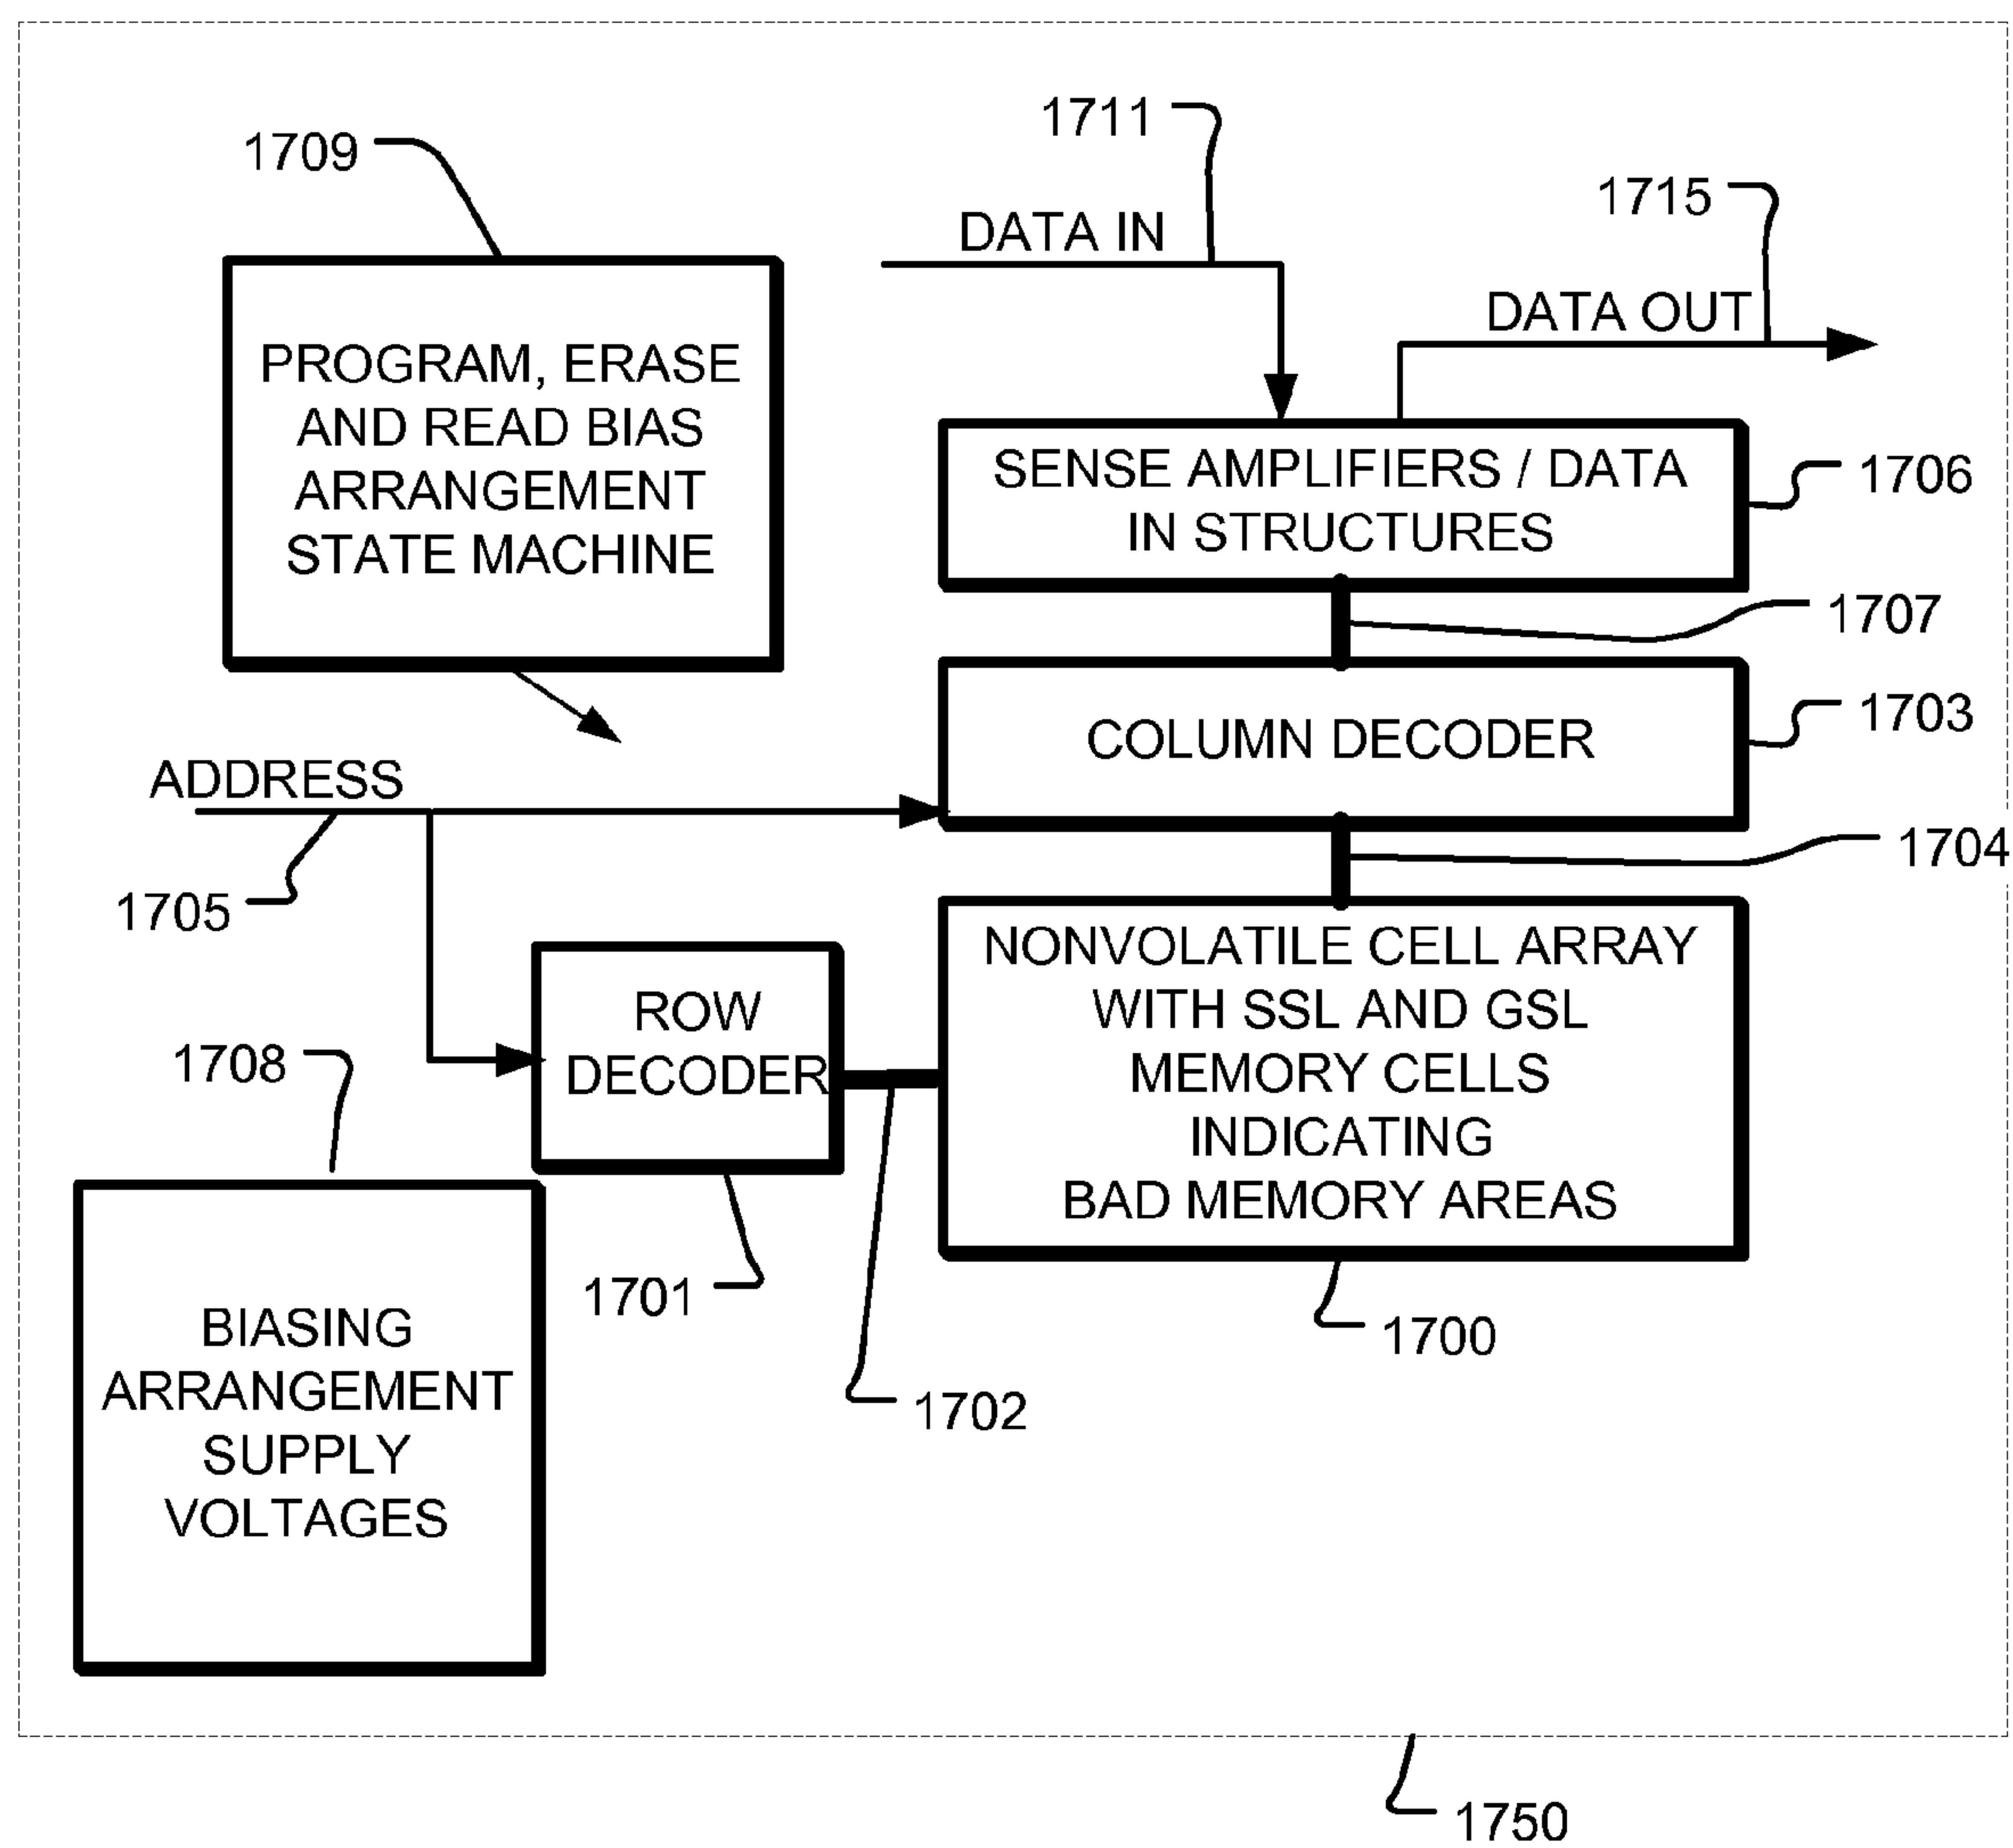 1711
1709
1715
DATA IN
DATA OUT
PROGRAM, ERASE
AND READ BIAS
ARRANGEMENT
STATE MACHINE
SENSE AMPLIFIERS / DATA
IN STRUCTURES
1706
1707
COLUMN DECODER
1703
ADDRESS
1704
1705
NONVOLATILE CELL ARRAY
WITH SSL AND GSL
MEMORY CELLS
INDICATING
BAD MEMORY AREAS
ROW
DECODER
1708
1701
1700
1702
BIASING
ARRANGEMENT
SUPPLY
VOLTAGES
1750